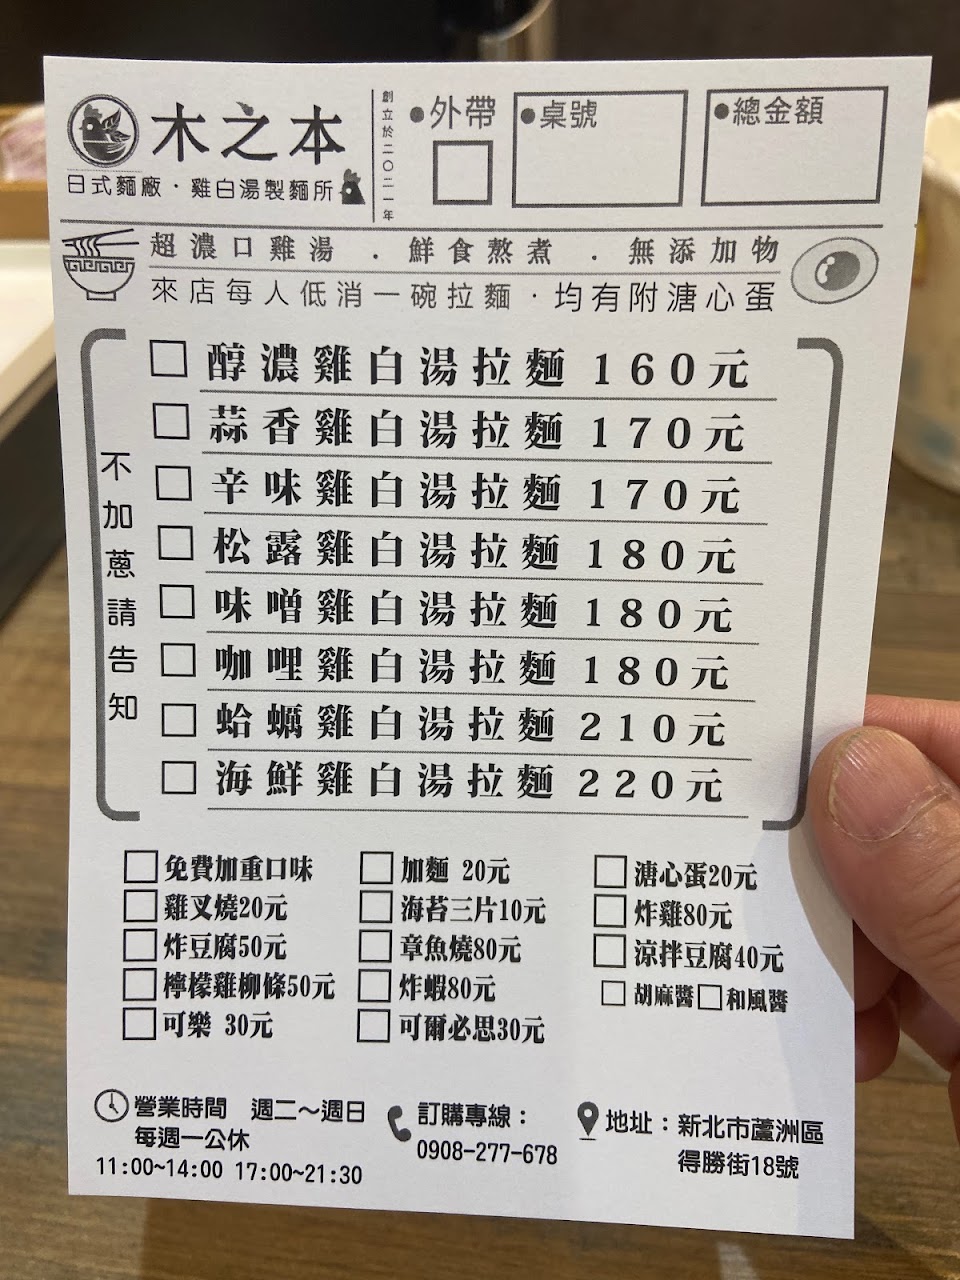 木之本
日式麵廠·雞白湯製麵所
創立於二〇二一年
●外帶
●桌號
●總金額
超濃口雞湯．鮮食熬煮．無添加物
來店每人低消一碗拉麵·均有附溏心蛋
不加蔥請告知
□醇濃雞白湯拉麵160元
□蒜香雞白湯拉麵170元
□辛味雞白湯拉麵170元
□松露雞白湯拉麵180元
□味噌雞白湯拉麵180元
□咖哩雞白湯拉麵180元
□蛤蠣雞白湯拉麵210元
□海鮮雞白湯拉麵220元
□免費加重口味 □加麵 20元 □溏心蛋20元
□雞叉燒20元 □海苔三片10元 □炸雞80元
□炸豆腐50元 □章魚燒80元 □涼拌豆腐40元
□檸檬雞柳條50元 □炸蝦80元 □胡麻醬□和風醬
□可樂 30元 □可爾必思30元
營業時間 週二～週日
每週一公休
11:00~14:00 17:00~21:30
訂購專線：
0908-277-678
地址：新北市蘆洲區
得勝街18號